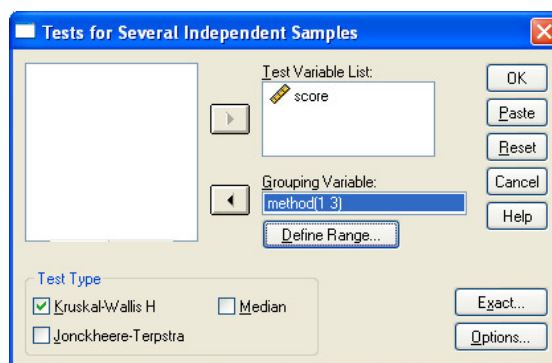 Tests for Several Independent Samples
Test Variable List:
score
OK
Paste
Reset
Cancel
Help
Grouping Variable:
method(1 3)
Define Range...
Test Type
Kruskal-Wallis H
Median
Jonckheere-Terpstra
Exact...
Options...